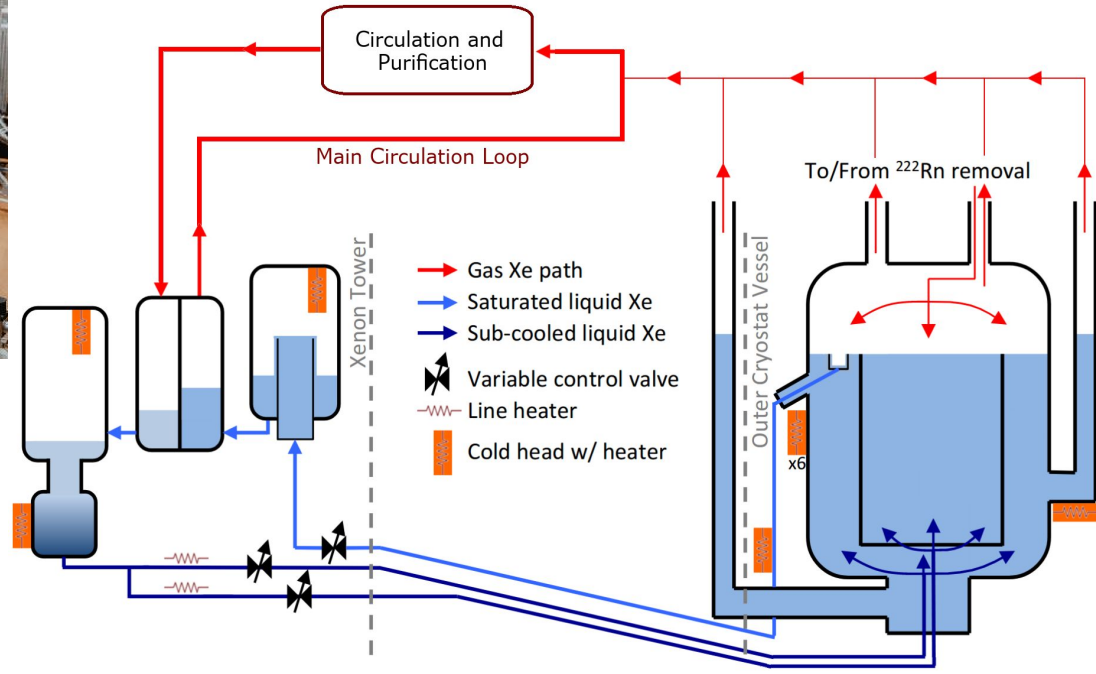 Circulation and
Purification
Main Circulation Loop
To/From ²²²Rn removal
Xenon Tower
Gas Xe path
Saturated liquid Xe
Sub-cooled liquid Xe
Variable control valve
Line heater
Cold head w/ heater
Outer Cryostat Vessel
x6